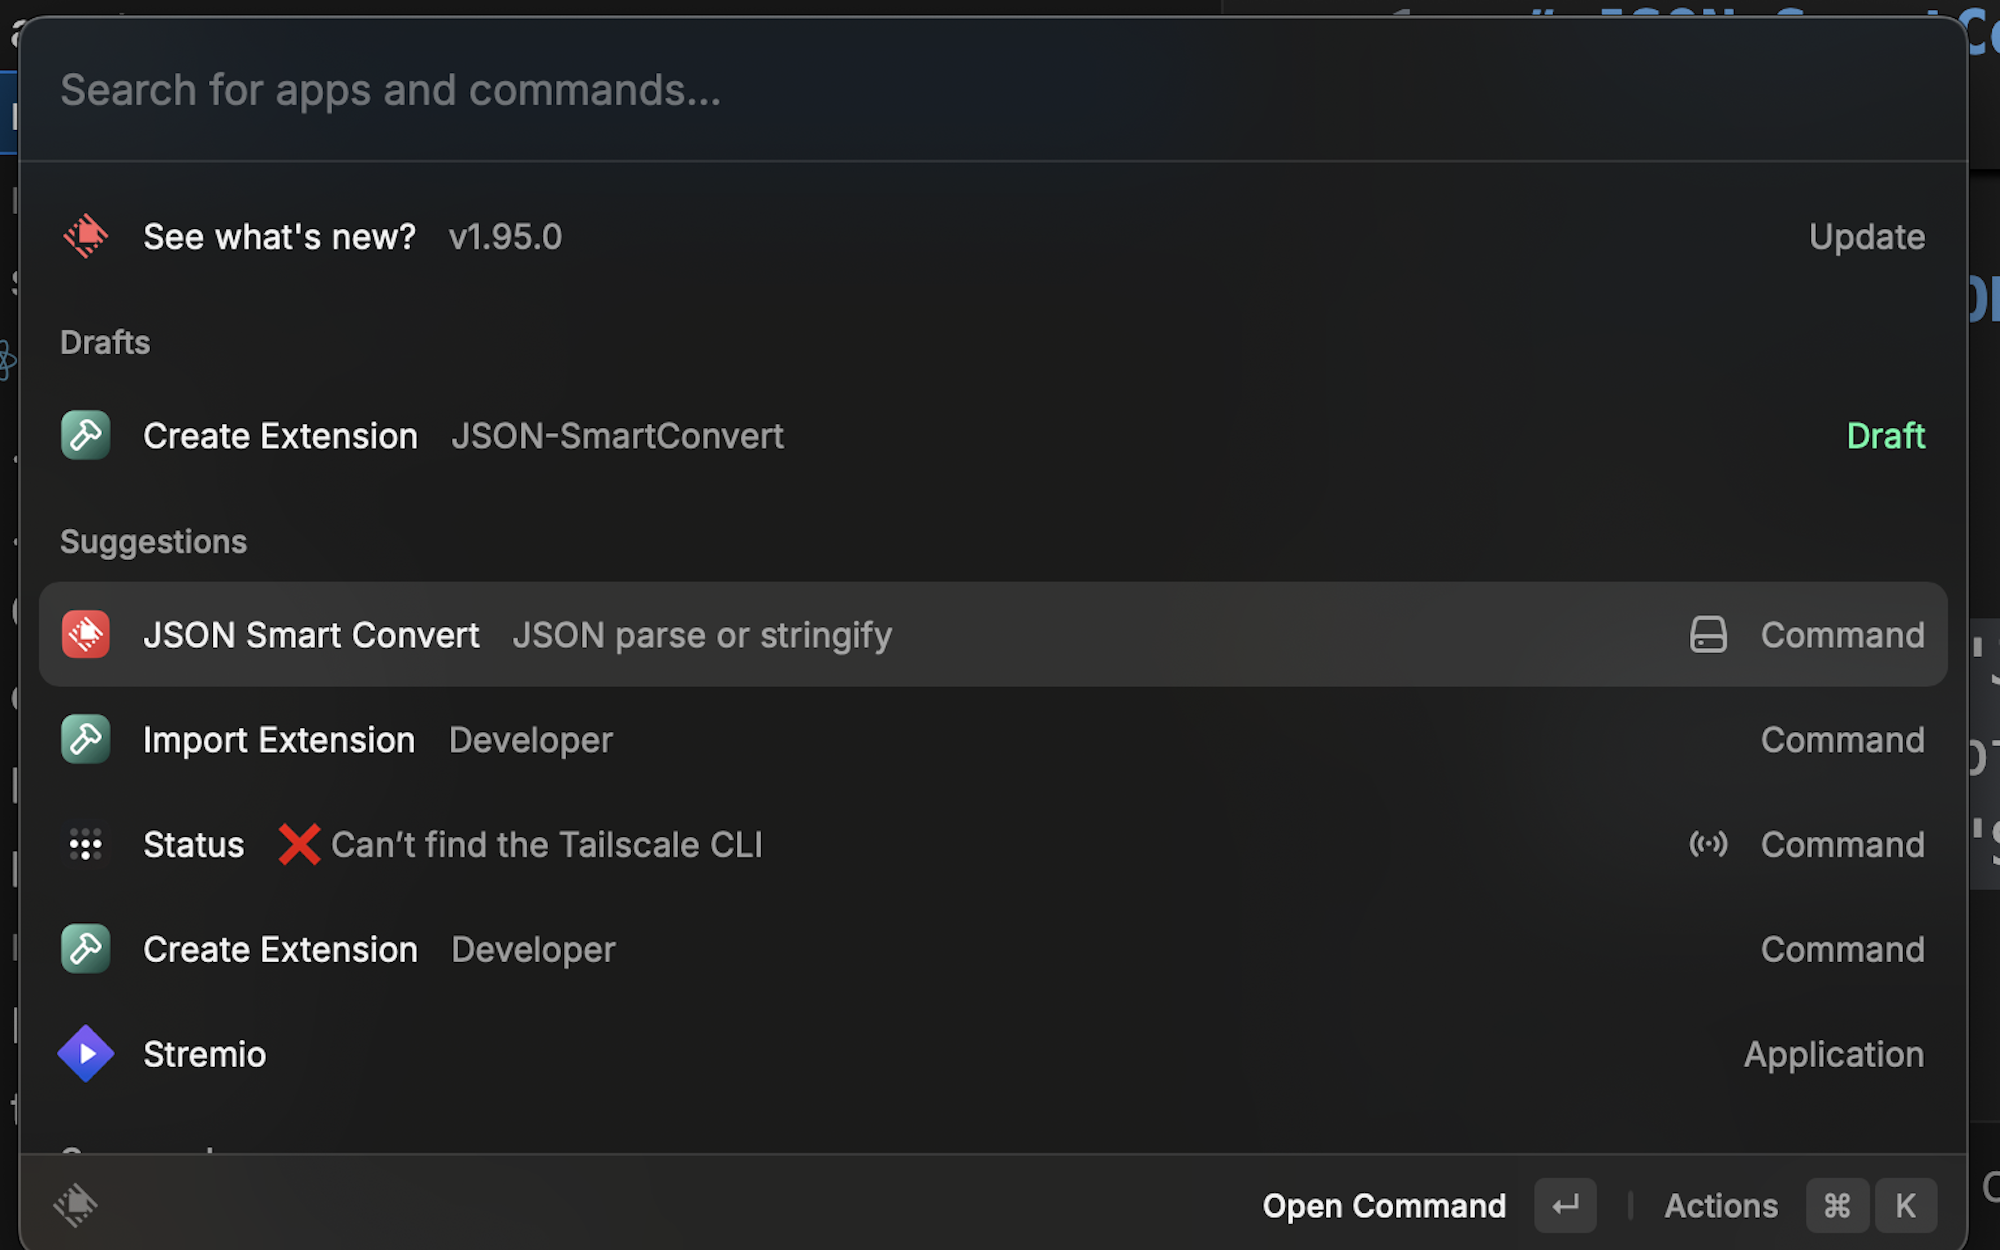 Search for apps and commands...
See what's new? v1.95.0 Update
Drafts
Create Extension JSON-SmartConvert Draft
Suggestions
JSON Smart Convert JSON parse or stringify Command
Import Extension Developer Command
Status ❌ Can’t find the Tailscale CLI Command
Create Extension Developer Command
Stremio Application
Open Command ↵ Actions ⌘ K